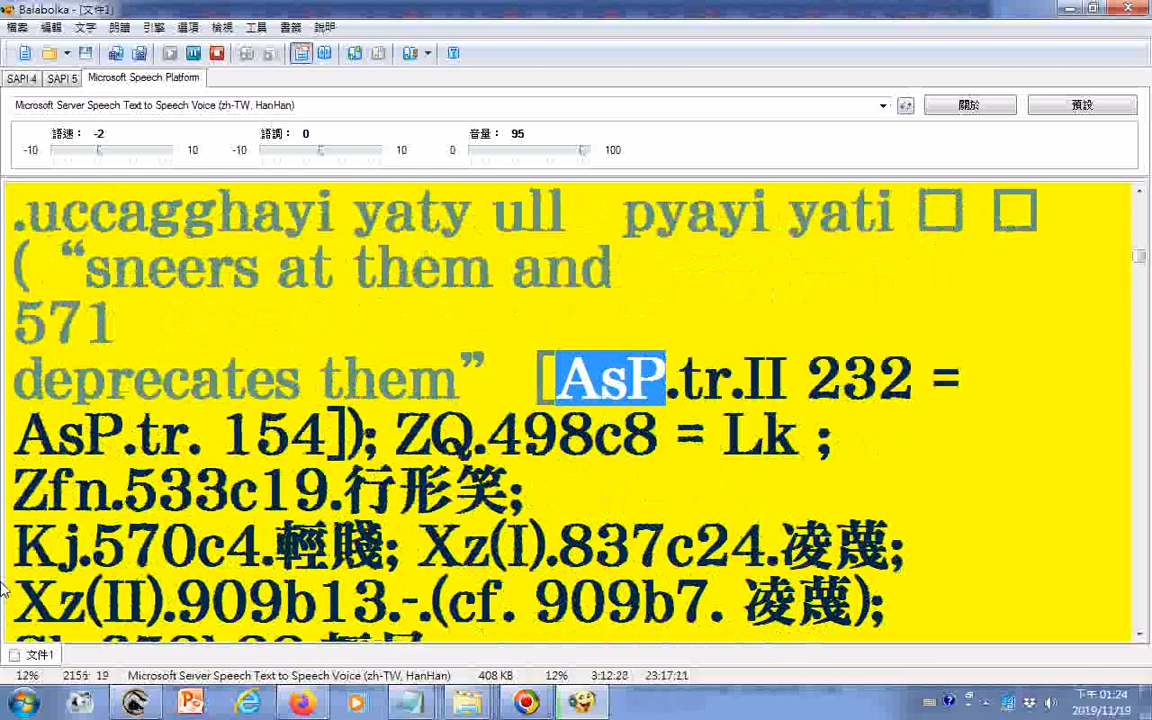 Balabolka - [文件1]
檔案 編輯 文字 朗讀 引擎 選項 檢視 工具 書籤 說明
SAPI 4 SAPI 5 Microsoft Speech Platform
Microsoft Server Speech Text to Speech Voice (zh-TW, HanHan) 關於 預設
語速： -2 語調： 0 音量： 95
-10 10 -10 10 0 100
.uccagghayi yaty ull pyayi yati □ □
( “sneers at them and
571
deprecates them” [AsP.tr.II 232 =
AsP.tr. 154]); ZQ.498c8 = Lk ;
Zfn.533c19.行形笑;
Kj.570c4.輕賤; Xz(I).837c24.凌蔑;
Xz(II).909b13.-.(cf. 909b7. 凌蔑);
文件1
12% 215: 19 Microsoft Server Speech Text to Speech Voice (zh-TW, HanHan) 408 KB 12% 3:12:28 23:17:21
下午 01:24
2019/11/19